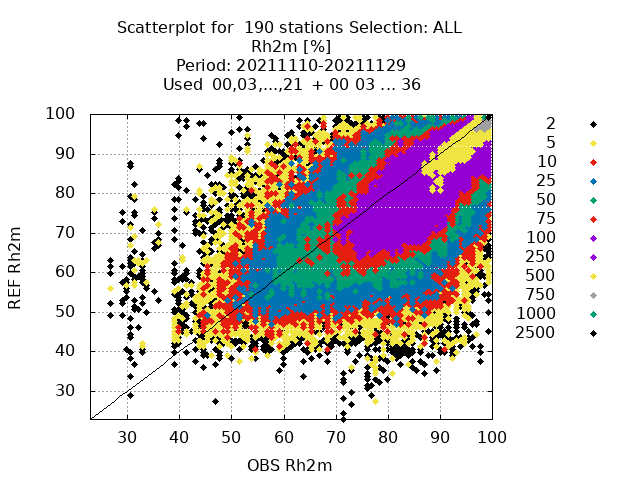 Scatterplot for  190 stations Selection: ALL
Rh2m [%]
Period: 20211110-20211129
Used  00,03,...,21  + 00 03 ... 36
REF Rh2m
100
90
80
70
60
50
40
30
30 40 50 60 70 80 90 100
OBS Rh2m
2
5
10
25
50
75
100
250
500
750
1000
2500